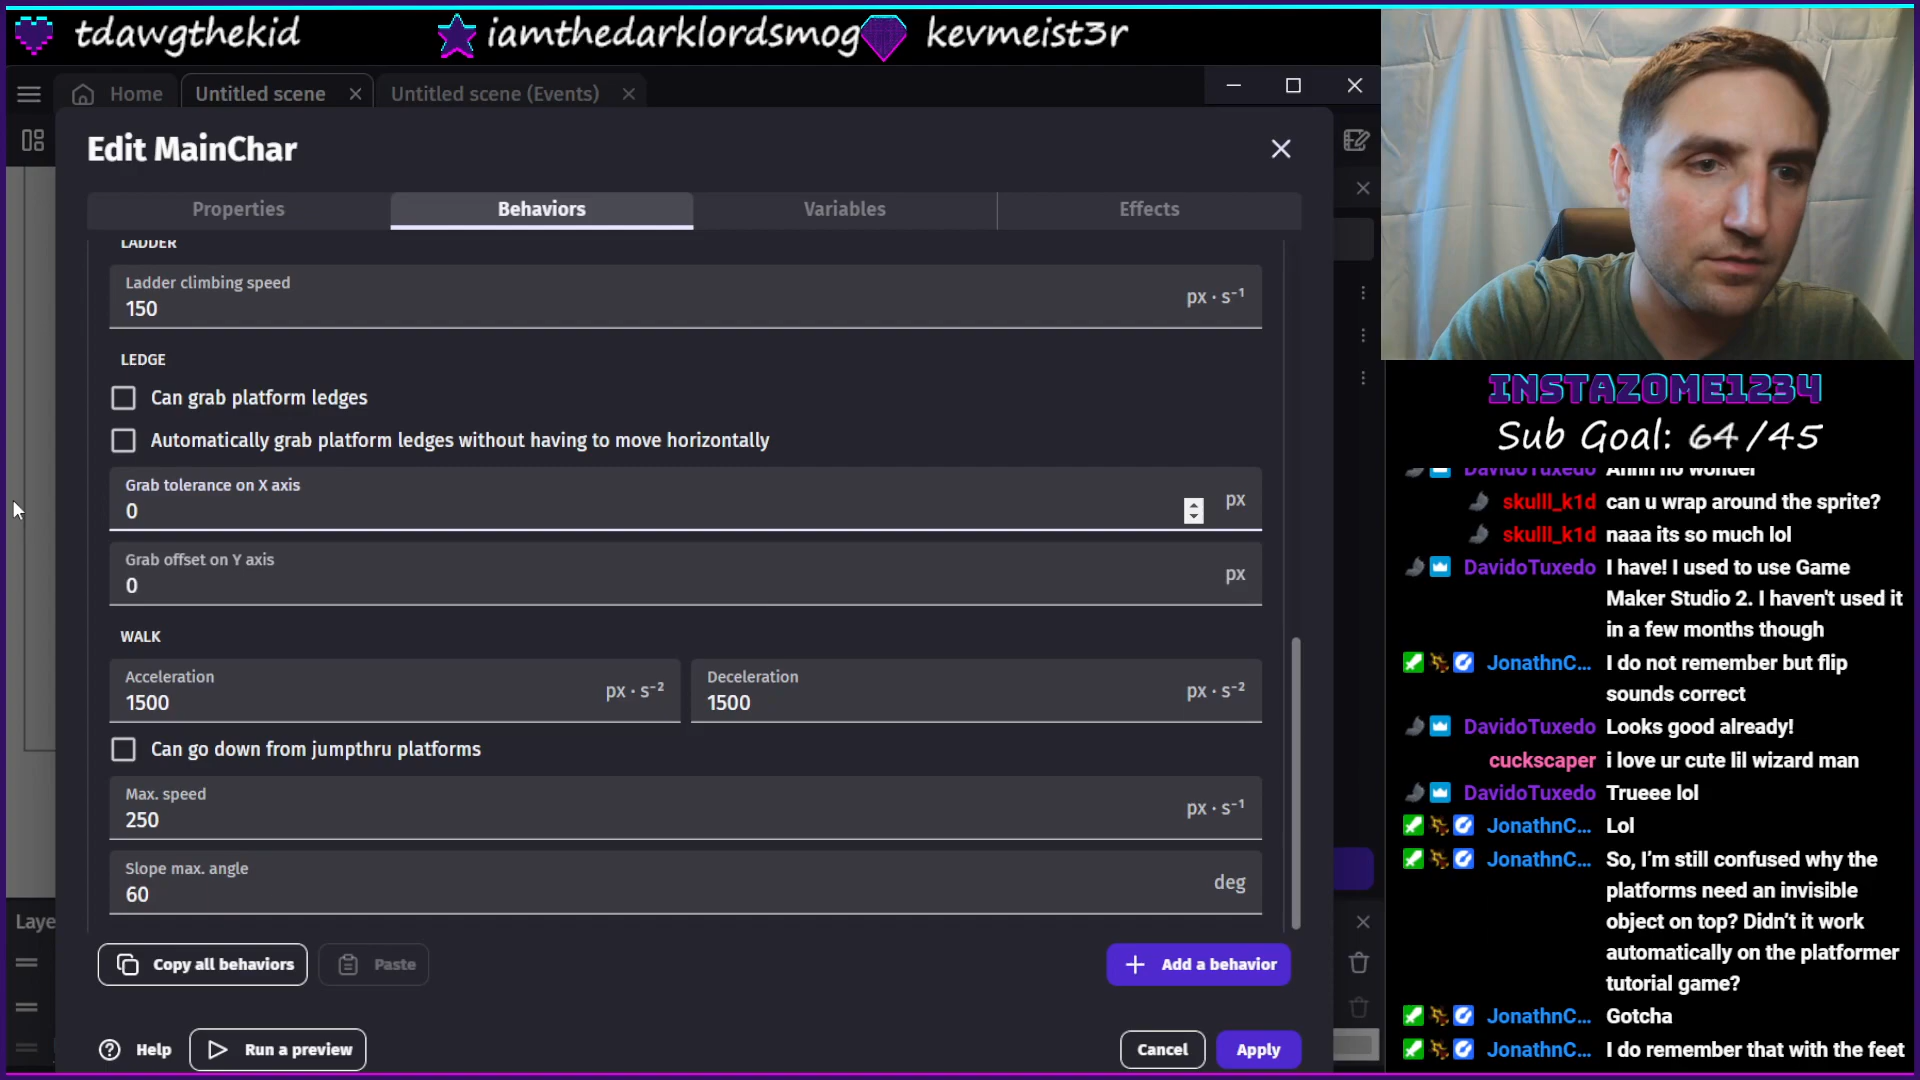 tdawgthekid iamthedarklordsmog kevmeist3r
Home Untitled scene Untitled scene (Events)
Edit MainChar
Properties Behaviors Variables Effects
LADDER
Ladder climbing speed
150 px · s⁻¹
LEDGE
Can grab platform ledges
Automatically grab platform ledges without having to move horizontally
Grab tolerance on X axis
0 px
Grab offset on Y axis
0 px
WALK
Acceleration
1500 px · s⁻²
Deceleration
1500 px · s⁻²
Can go down from jumpthru platforms
Max. speed
250 px · s⁻¹
Slope max. angle
60 deg
Laye
Copy all behaviors Paste Add a behavior
Help Run a preview Cancel Apply
INSTAZOME1234
Sub Goal: 64/45
DavidoTuxedo Ahhh no wonder
skulll_k1d can u wrap around the sprite?
skulll_k1d naaa its so much lol
DavidoTuxedo I have! I used to use Game
Maker Studio 2. I haven't used it
in a few months though
JonathnC... I do not remember but flip
sounds correct
DavidoTuxedo Looks good already!
cuckscaper i love ur cute lil wizard man
DavidoTuxedo Trueee lol
JonathnC... Lol
JonathnC... So, I'm still confused why the
platforms need an invisible
object on top? Didn't it work
automatically on the platformer
tutorial game?
JonathnC... Gotcha
JonathnC... I do remember that with the feet